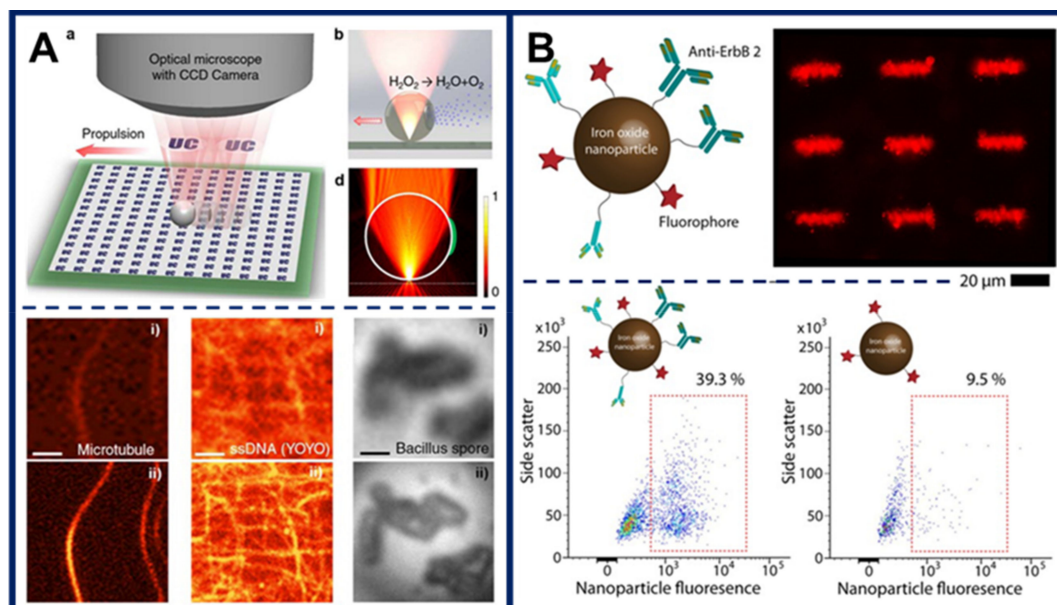 A
a
Optical microscope
with CCD Camera
Propulsion
UC UC
b
H₂O₂ → H₂O+O₂
d
1
0
i)
Microtubule
i)
ssDNA (YOYO)
i)
Bacillus spore
ii)
ii)
ii)
B
Anti-ErbB 2
Iron oxide
nanoparticle
Fluorophore
20 µm
x10³
250
200
150
100
50
0
Side scatter
Iron oxide
nanoparticle
39.3 %
0 10³ 10⁴ 10⁵
Nanoparticle fluoresence
x10³
250
200
150
100
50
0
Side scatter
Iron oxide
nanoparticle
9.5 %
0 10³ 10⁴ 10⁵
Nanoparticle fluoresence